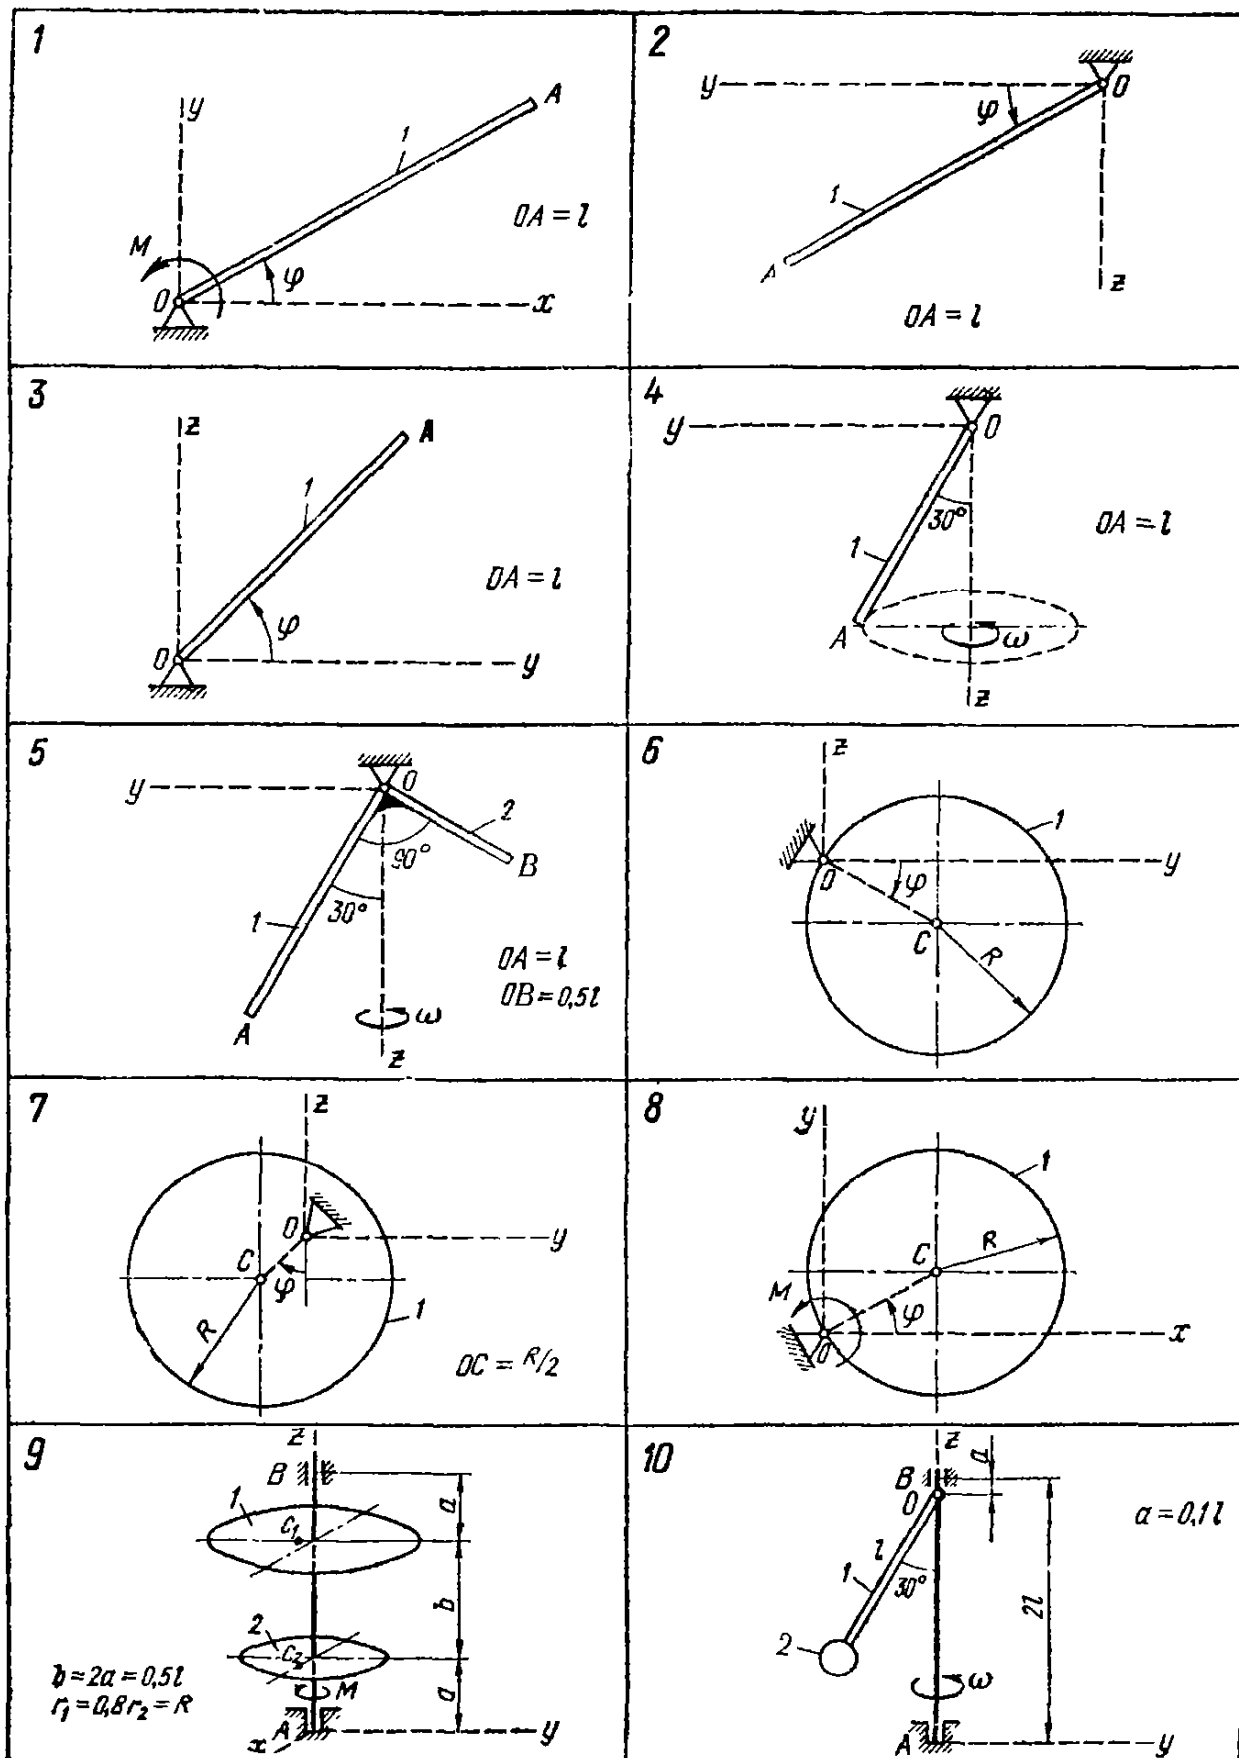 1
y
A
1
OA = l
M
φ
O
x
2
y
O
φ
1
A
z
OA = l
3
z
A
1
OA = l
φ
O
y
4
y
O
30°
1
OA = l
A
ω
z
5
y
O
2
90°
B
1
30°
OA = l
OB = 0,5l
A
ω
z
6
z
1
O
φ
y
C
R
7
z
O
y
C
φ
R
1
OC = R/2
8
y
1
C
R
M
φ
O
x
9
z
B
1
a
C₁
b
2
C₂
b = 2a = 0,5l
r₁ = 0,8r₂ = R
M
a
A
x
y
10
z
a
B
O
a = 0,1l
l
1
30°
2l
2
ω
A
y